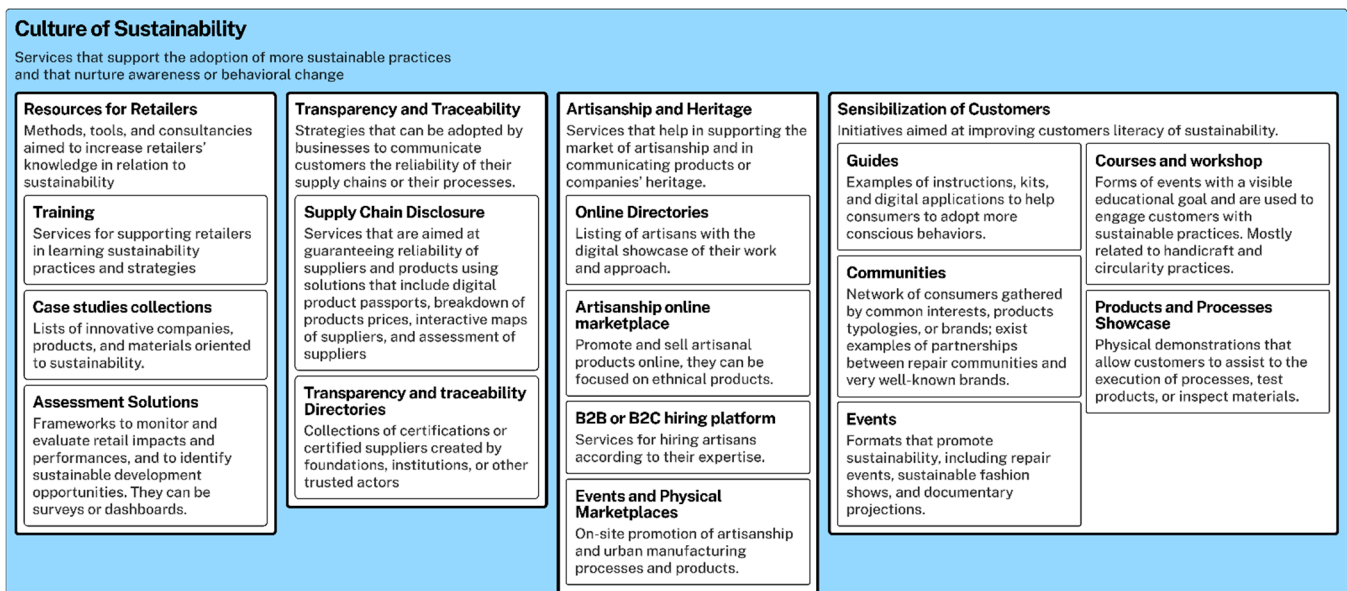 Culture of Sustainability
Services that support the adoption of more sustainable practices
and that nurture awareness or behavioral change
Resources for Retailers
Methods, tools, and consultancies
aimed to increase retailers'
knowledge in relation to
sustainability
Training
Services for supporting retailers
in learning sustainability
practices and strategies
Case studies collections
Lists of innovative companies,
products, and materials oriented
to sustainability.
Assessment Solutions
Frameworks to monitor and
evaluate retail impacts and
performances, and to identify
sustainable development
opportunities. They can be
surveys or dashboards.
Transparency and Traceability
Strategies that can be adopted by
businesses to communicate
customers the reliability of their
supply chains or their processes.
Supply Chain Disclosure
Services that are aimed at
guaranteeing reliability of
suppliers and products using
solutions that include digital
product passports, breakdown of
products prices, interactive maps
of suppliers, and assessment of
suppliers
Transparency and traceability
Directories
Collections of certifications or
certified suppliers created by
foundations, institutions, or other
trusted actors
Artisanship and Heritage
Services that help in supporting the
market of artisanship and in
communicating products or
companies' heritage.
Online Directories
Listing of artisans with the
digital showcase of their work
and approach.
Artisanship online
marketplace
Promote and sell artisanal
products online, they can be
focused on ethnical products.
B2B or B2C hiring platform
Services for hiring artisans
according to their expertise.
Events and Physical
Marketplaces
On-site promotion of artisanship
and urban manufacturing
processes and products.
Sensibilization of Customers
Initiatives aimed at improving customers literacy of sustainability.
Guides
Examples of instructions, kits,
and digital applications to help
consumers to adopt more
conscious behaviors.
Communities
Network of consumers gathered
by common interests, products
typologies, or brands; exist
examples of partnerships
between repair communities and
very well-known brands.
Events
Formats that promote
sustainability, including repair
events, sustainable fashion
shows, and documentary
projections.
Courses and workshop
Forms of events with a visible
educational goal and are used to
engage customers with
sustainable practices. Mostly
related to handicraft and
circularity practices.
Products and Processes
Showcase
Physical demonstrations that
allow customers to assist to the
execution of processes, test
products, or inspect materials.